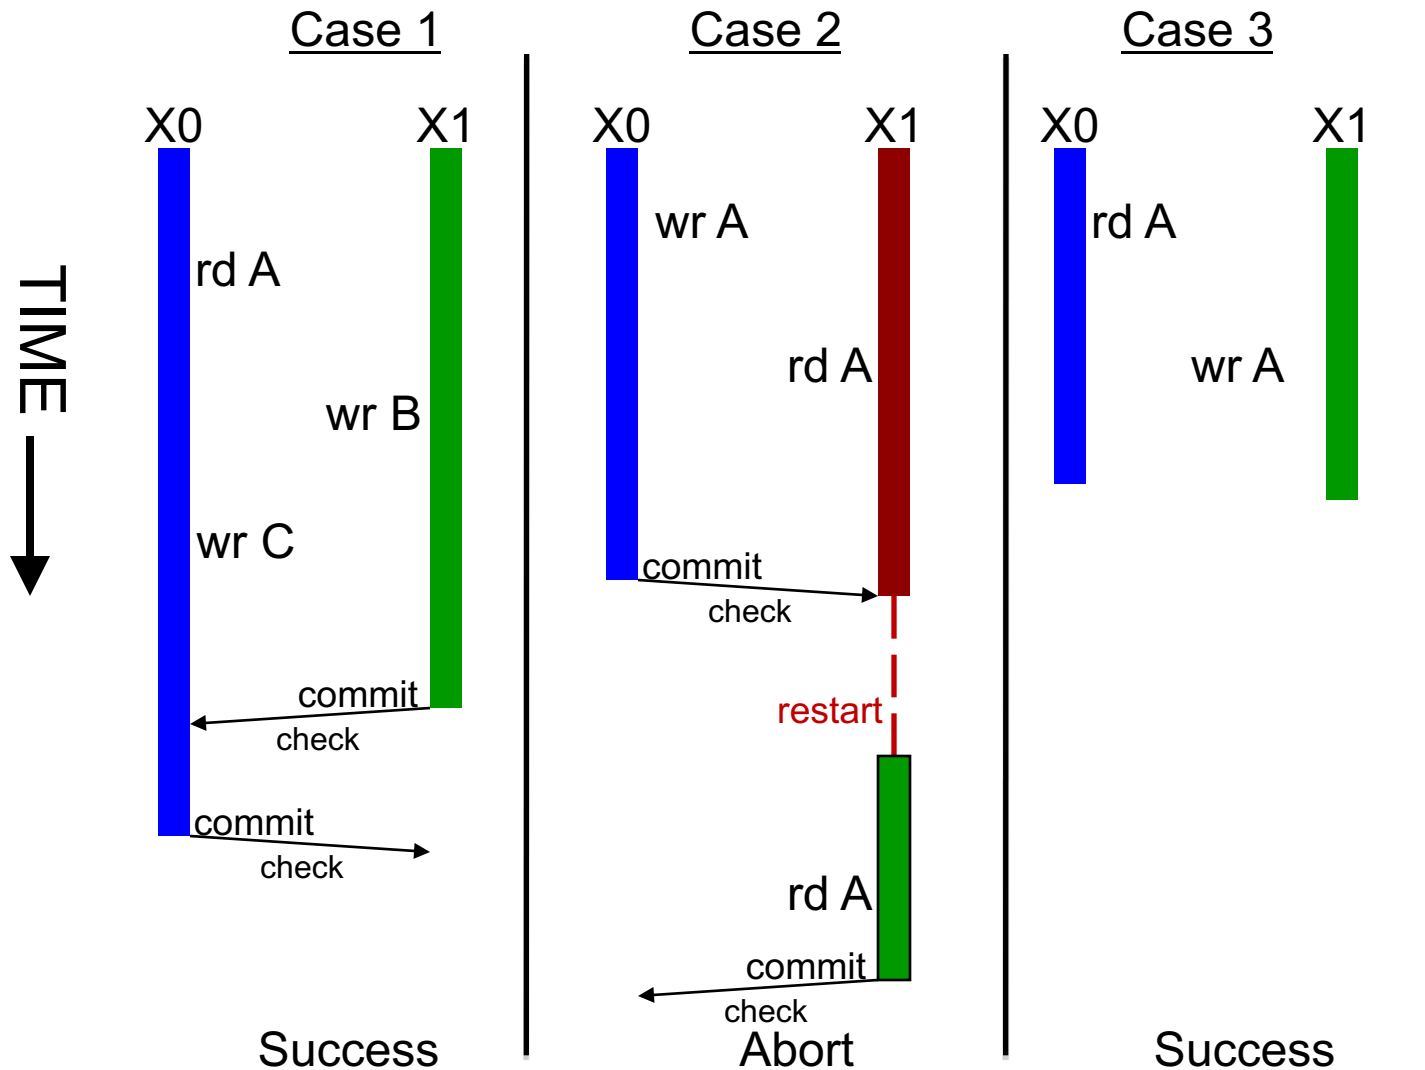 Case 1
Case 2
Case 3
X0
X1
X0
X1
X0
X1
TIME
rd A
wr B
wr C
commit
check
commit
check
Success
wr A
rd A
commit
check
restart
rd A
commit
check
Abort
rd A
wr A
Success